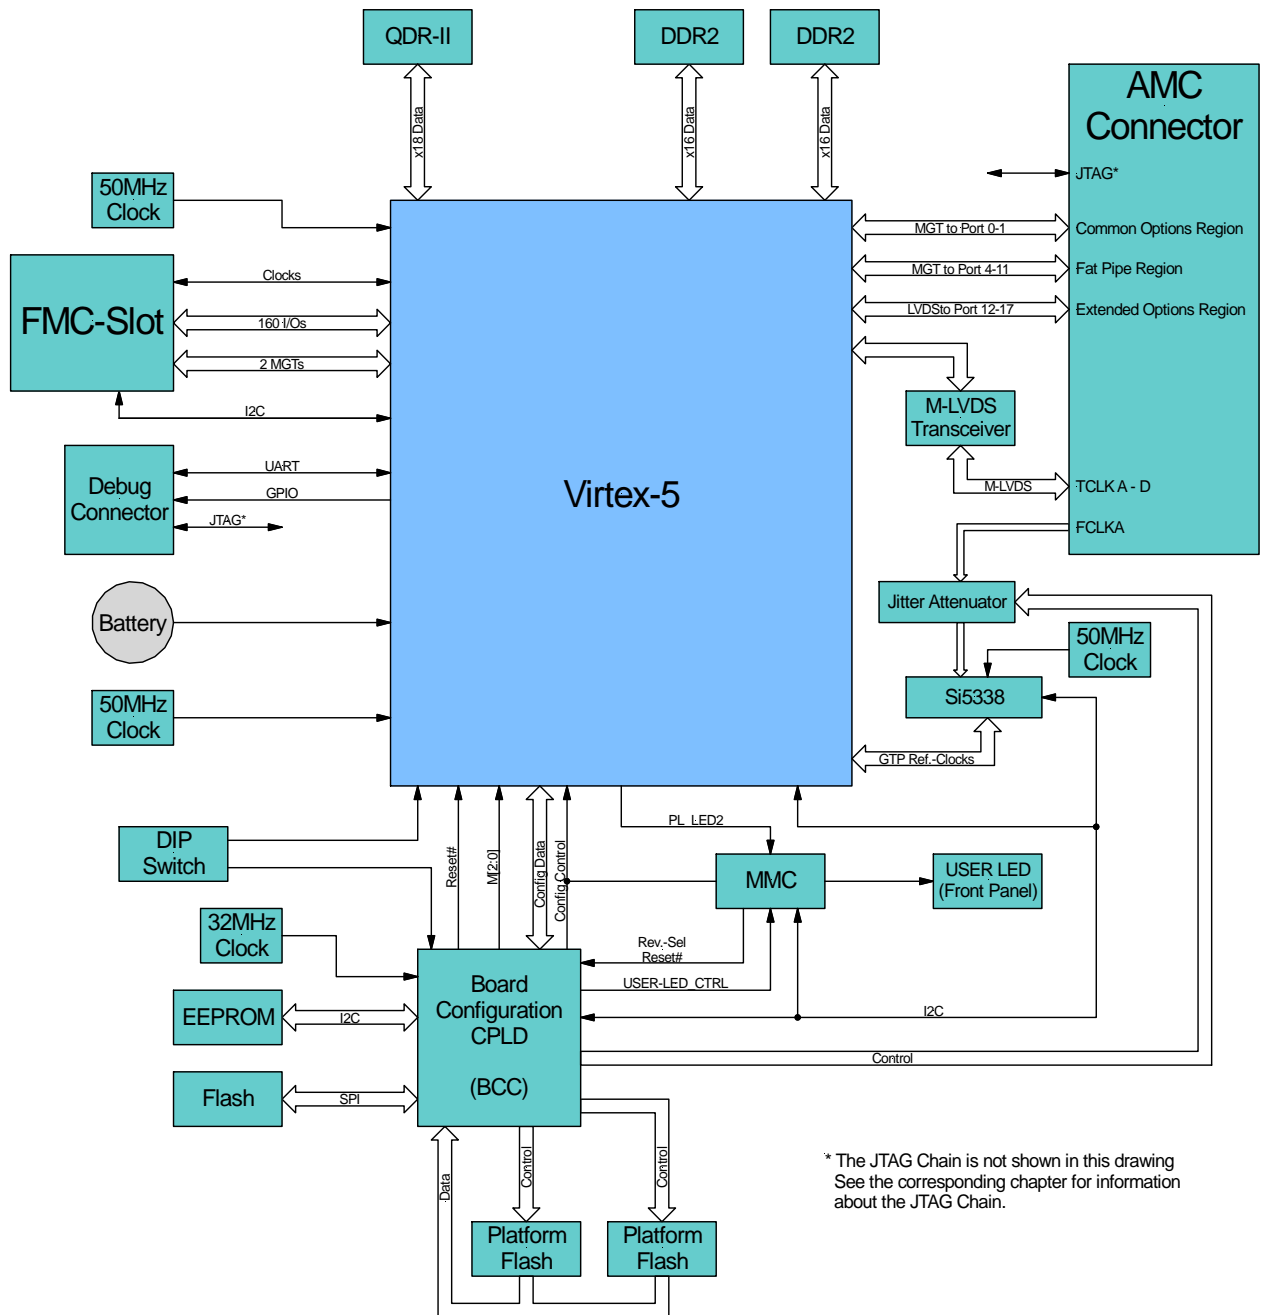 QDR-II
DDR2
DDR2
AMC
Connector
x18 Data
x16 Data
x16 Data
JTAG*
50MHz
Clock
MGT to Port 0-1
Common Options Region
Clocks
MGT to Port 4-11
Fat Pipe Region
FMC-Slot
160 I/Os
LVDSto Port 12-17
Extended Options Region
2 MGTs
I2C
M-LVDS
Transceiver
UART
Debug
Connector
GPIO
JTAG*
Virtex-5
M-LVDS
TCLK A - D
FCLKA
Battery
Jitter Attenuator
50MHz
Clock
50MHz
Clock
Si5338
GTP Ref.-Clocks
DIP
Switch
PL_LED2
Reset#
M[2:0]
Config Data
Config Control
MMC
USER LED
(Front Panel)
32MHz
Clock
Rev.-Sel
Reset#
USER-LED_CTRL
Board
Configuration
CPLD
(BCC)
EEPROM
I2C
I2C
Control
Flash
SPI
Data
Control
Control
Platform
Flash
Platform
Flash
* The JTAG Chain is not shown in this drawing
See the corresponding chapter for information
about the JTAG Chain.